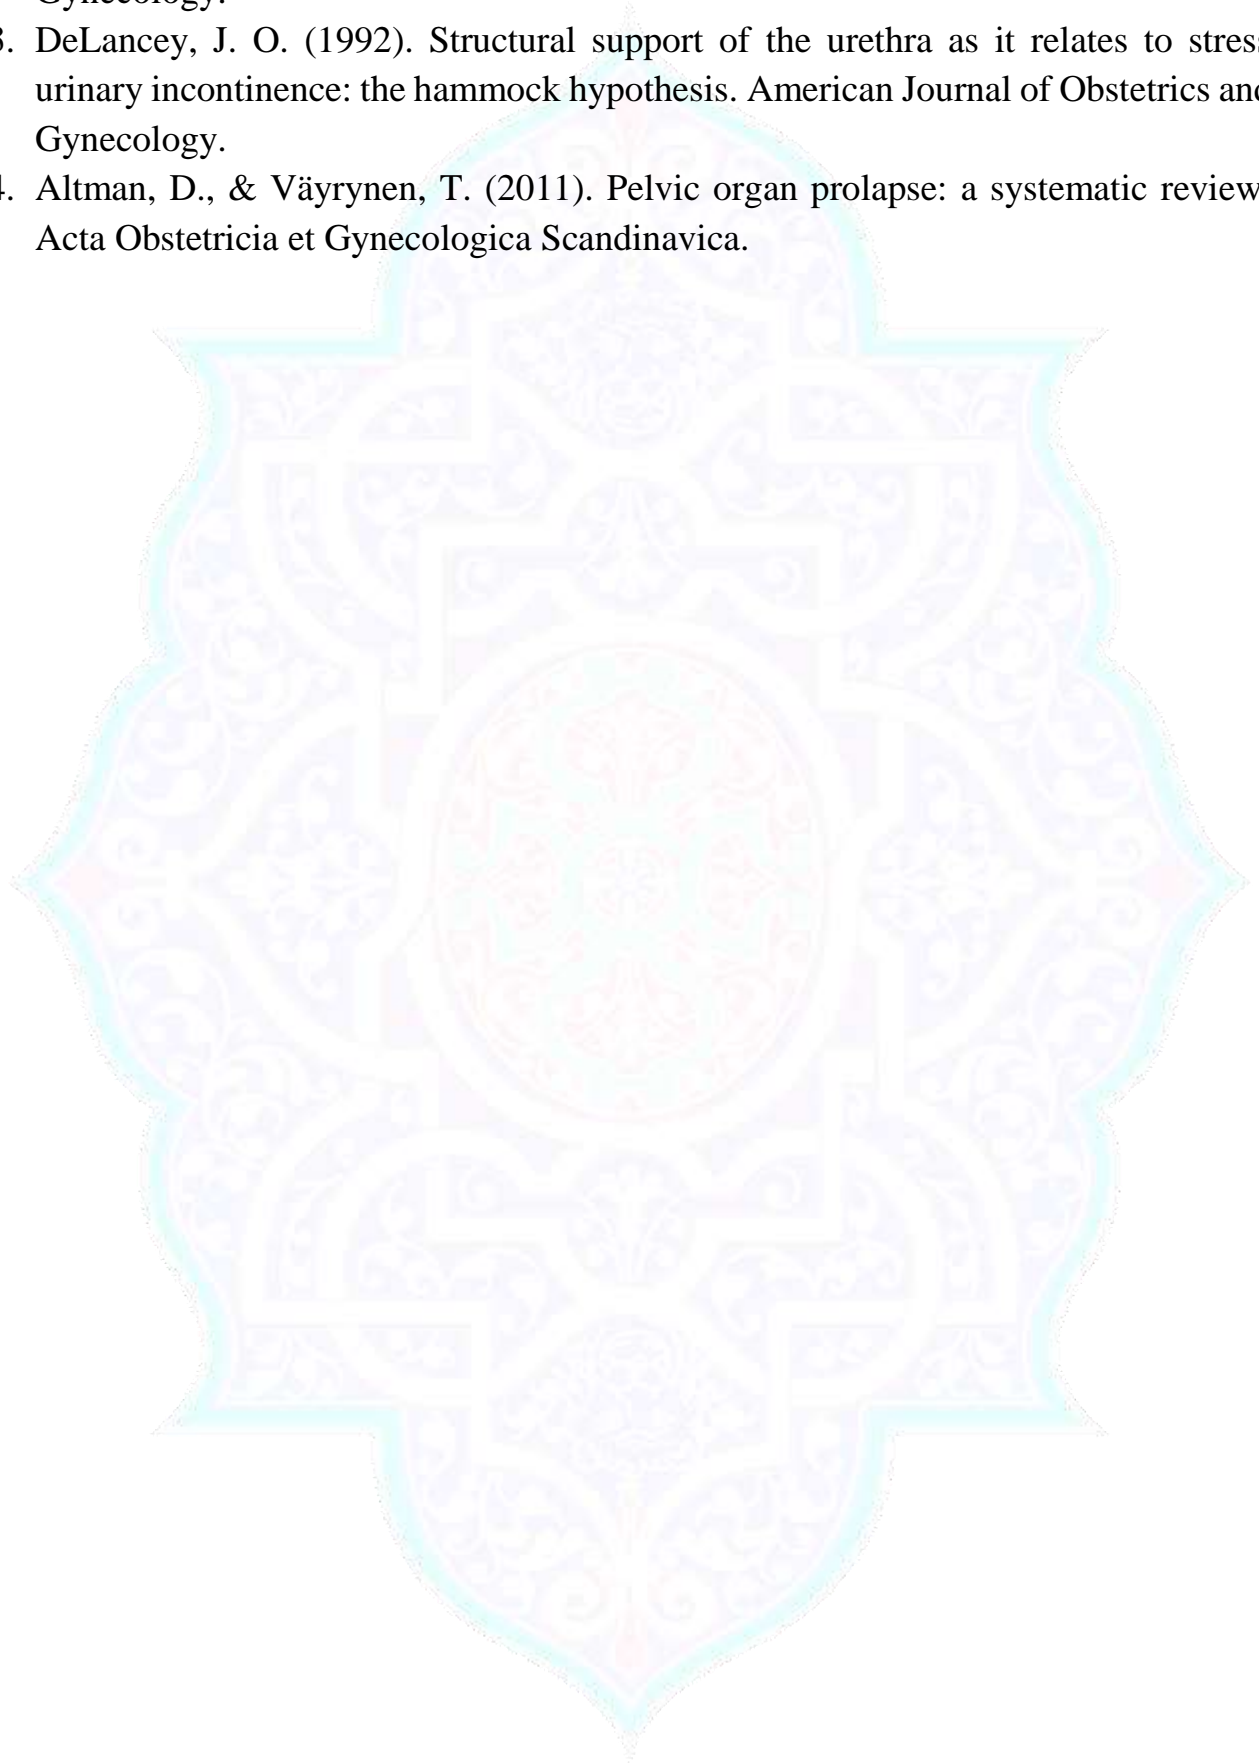 Gynecology.
3. DeLancey, J. O. (1992). Structural support of the urethra as it relates to stress
urinary incontinence: the hammock hypothesis. American Journal of Obstetrics and
Gynecology.
4. Altman, D., & Väyrynen, T. (2011). Pelvic organ prolapse: a systematic review
Acta Obstetricia et Gynecologica Scandinavica.